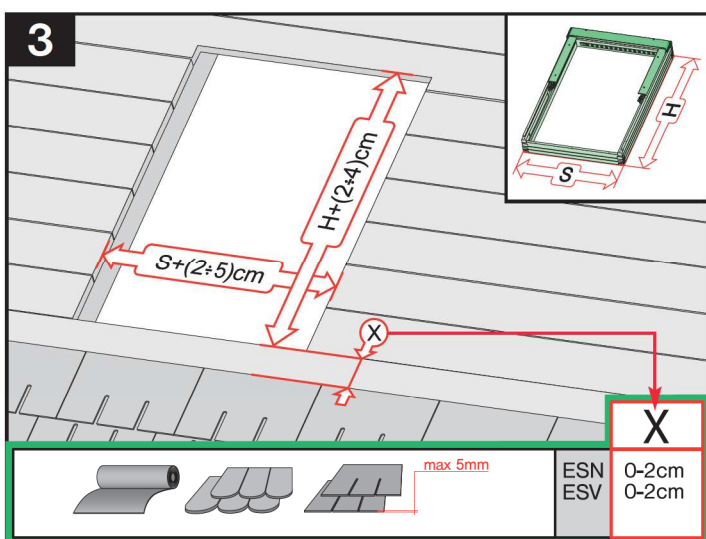 3
H
S
H+(2÷4)cm
S+(2÷5)cm
X
X
max 5mm
ESN 0-2cm
ESV 0-2cm